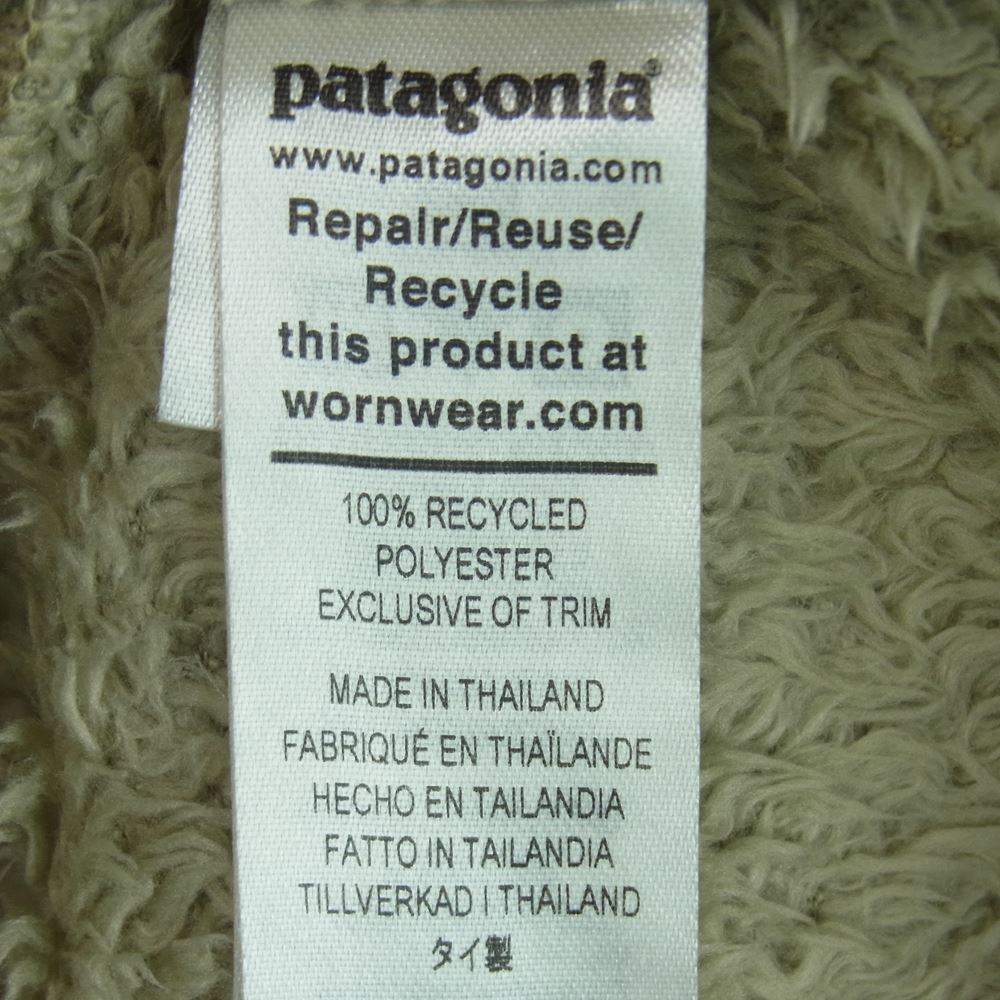 patagonia®
www.patagonia.com
Repair/Reuse/
Recycle
this product at
wornwear.com
100% RECYCLED
POLYESTER
EXCLUSIVE OF TRIM
MADE IN THAILAND
FABRIQUÉ EN THAÏLANDE
HECHO EN TAILANDIA
FATTO IN TAILANDIA
TILLVERKAD I THAILAND
タイ製